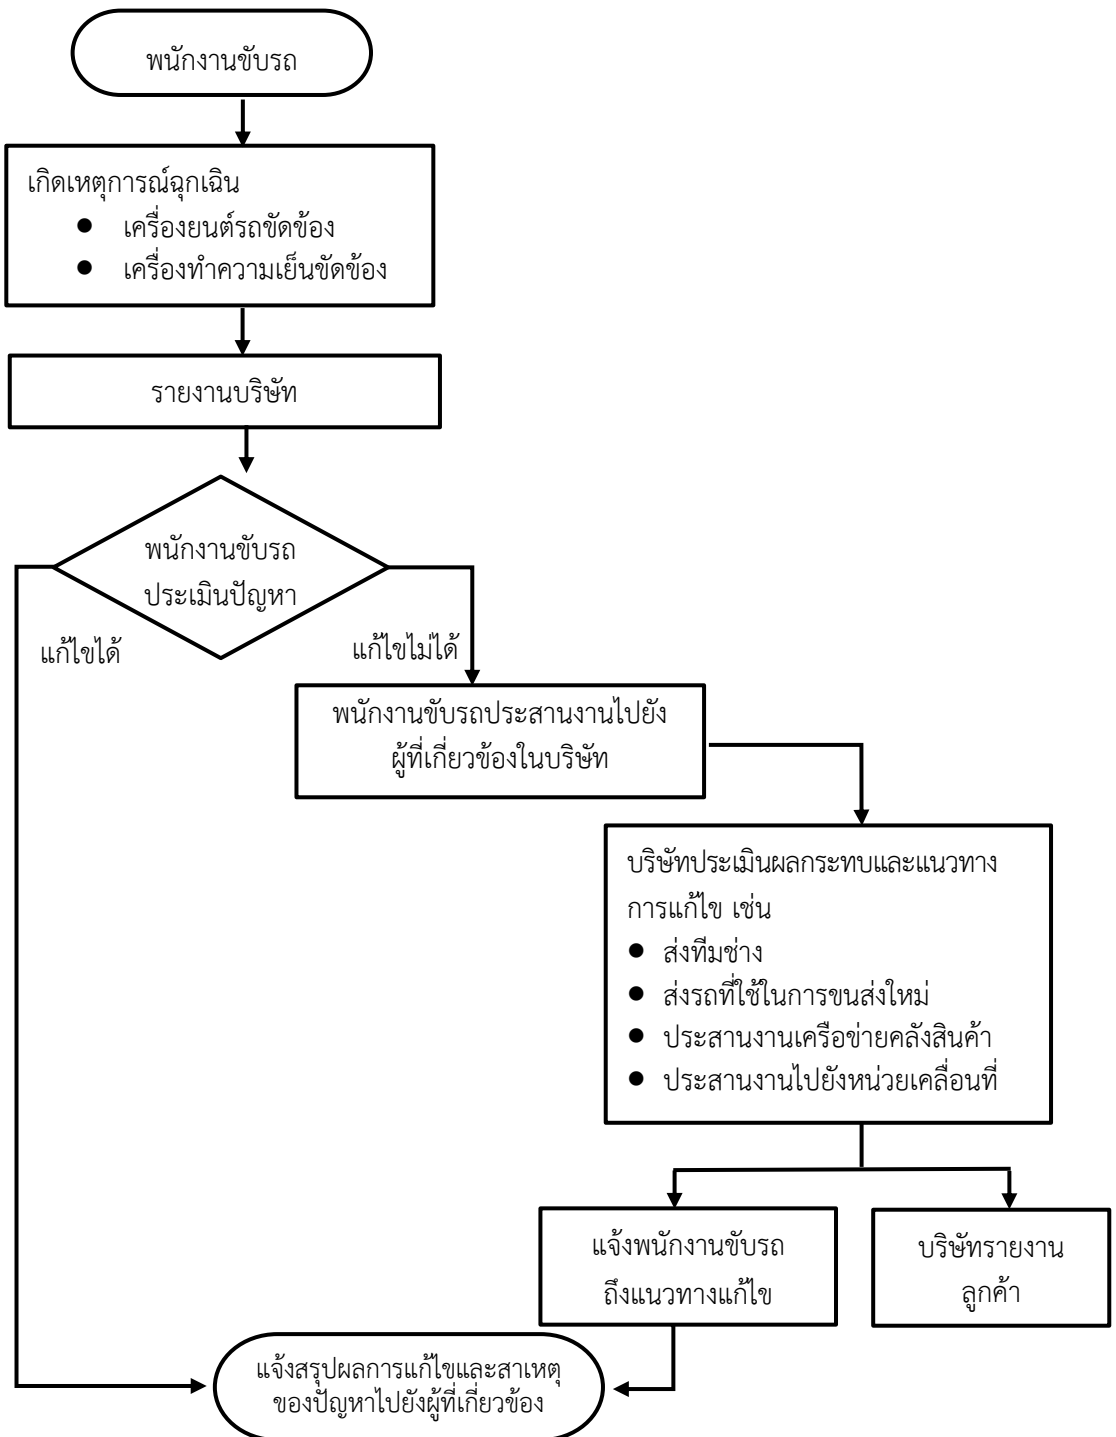 พนักงานขับรถ
เกิดเหตุการณ์ฉุกเฉิน
● เครื่องยนต์รถขัดข้อง
● เครื่องทำความเย็นขัดข้อง
รายงานบริษัท
พนักงานขับรถ
ประเมินปัญหา
แก้ไขได้
แก้ไขไม่ได้
พนักงานขับรถประสานงานไปยัง
ผู้ที่เกี่ยวข้องในบริษัท
บริษัทประเมินผลกระทบและแนวทาง
การแก้ไข เช่น
● ส่งทีมช่าง
● ส่งรถที่ใช้ในการขนส่งใหม่
● ประสานงานเครือข่ายคลังสินค้า
● ประสานงานไปยังหน่วยเคลื่อนที่
แจ้งพนักงานขับรถ
ถึงแนวทางแก้ไข
บริษัทรายงาน
ลูกค้า
แจ้งสรุปผลการแก้ไขและสาเหตุ
ของปัญหาไปยังผู้ที่เกี่ยวข้อง